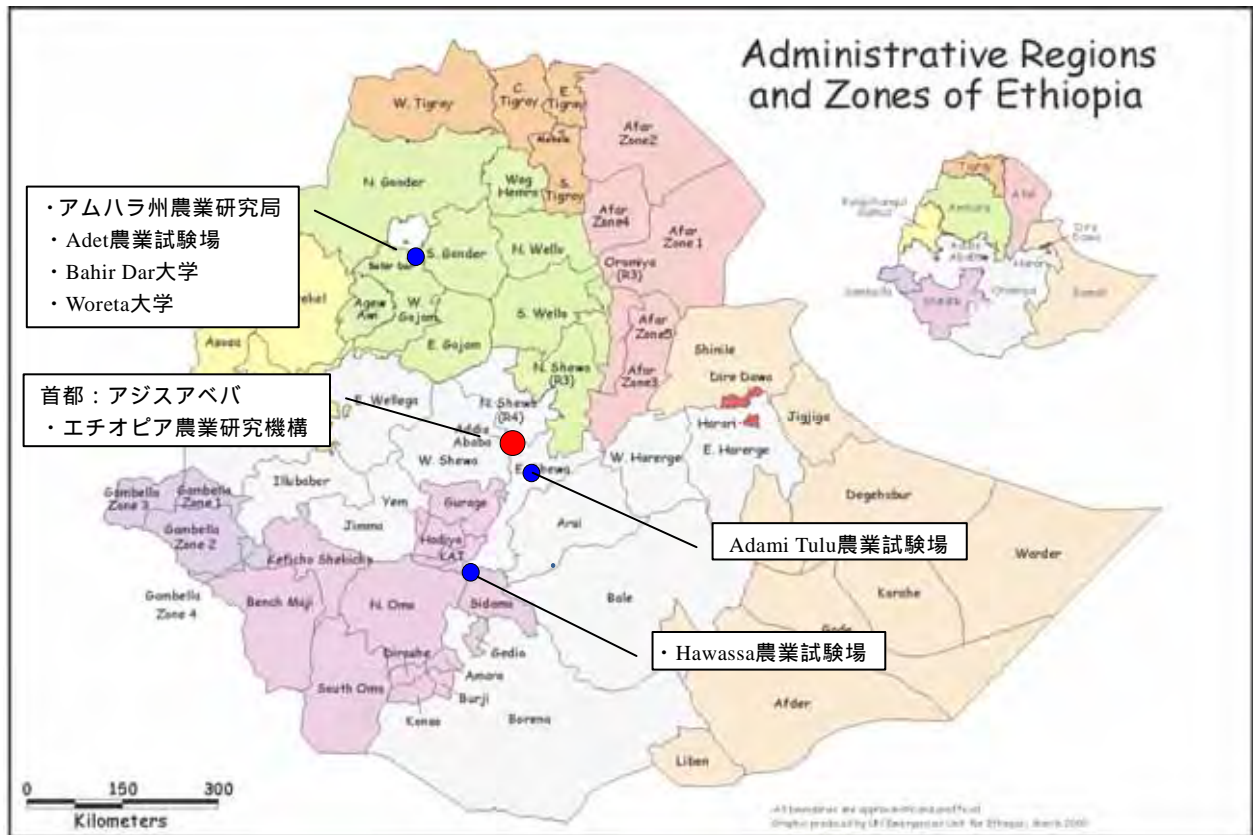 Administrative Regions
and Zones of Ethiopia
・アムハラ州農業研究局
・Adet農業試験場
・Bahir Dar大学
・Woreta大学
首都：アジスアベバ
・エチオピア農業研究機構
Adami Tulu農業試験場
・Hawassa農業試験場
W. Tigray
C. Tigray
E. Tigray
S. Tigray
Afar Zone2
N. Gonder
Wag Hemra
Afar Zone4
Afar Zone 1
S. Gonder
N. Wello
Oromiya (R3)
Agew Awi
W. Gojam
S. Wello
Afar Zone5
E. Gojam
N. Shewa (R3)
Afar Zone3
Shinile
Dire Dawa
Jigjiga
Harari
E. Wellega
N. Shewa (R4)
Addis Ababa
W. Shewa
W. Harerge
E. Harerge
Illubabor
Yem
Gurage
Arsi
Degehabur
Gambella Zone 3
Gambella Zone 1
Gambella Zone 2
Jimma
Hadiya
K.A.T
Warder
Keficho Shekicho
Gambella Zone 4
Bench Maji
N. Omo
Sidama
Bale
Korahe
Gode
Gedio
Amaro
Burji
South Omo
Konso
Borena
Afder
Liben
Tigray
Afar
Amhara
Dire Dawa
Gambella
Oromiya
Somali
0 150 300
Kilometers